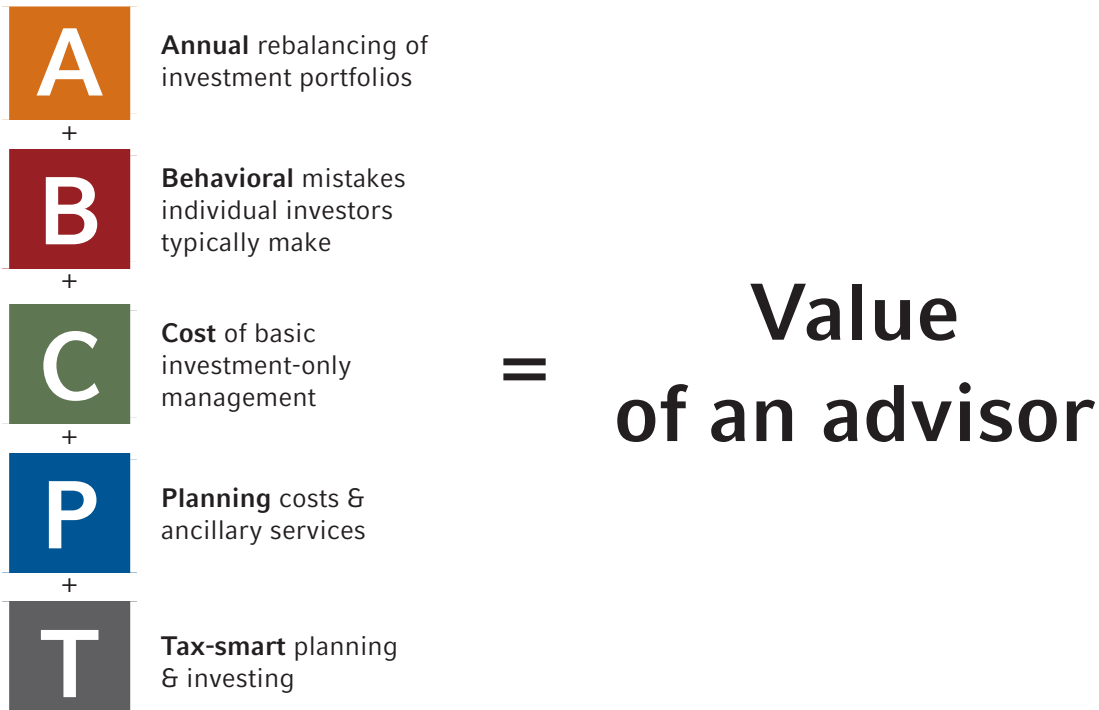 A
Annual rebalancing of
investment portfolios
+
B
Behavioral mistakes
individual investors
typically make
+
C
Cost of basic
investment-only
management
+
P
Planning costs &
ancillary services
+
T
Tax-smart planning
& investing
=
Value
of an advisor